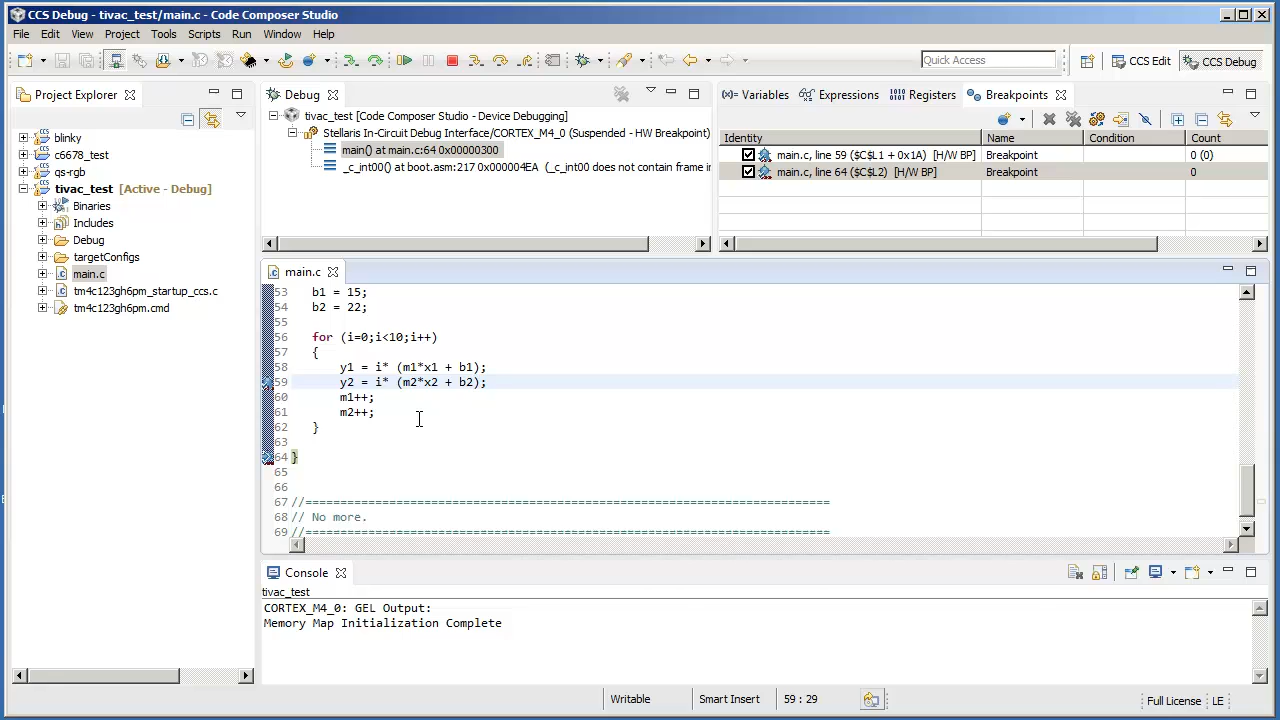 CCS Debug - tivac_test/main.c - Code Composer Studio
File Edit View Project Tools Scripts Run Window Help
Quick Access
CCS Edit
CCS Debug
Project Explorer
blinky
c6678_test
qs-rgb
tivac_test [Active - Debug]
Binaries
Includes
Debug
targetConfigs
main.c
tm4c123gh6pm_startup_ccs.c
tm4c123gh6pm.cmd
Debug
tivac_test [Code Composer Studio - Device Debugging]
Stellaris In-Circuit Debug Interface/CORTEX_M4_0 (Suspended - HW Breakpoint)
main() at main.c:64 0x00000300
_c_int00() at boot.asm:217 0x000004EA (_c_int00 does not contain frame in
Variables Expressions Registers Breakpoints
Identity Name Condition Count
main.c, line 59 ($C$L1 + 0x1A) [H/W BP] Breakpoint 0 (0)
main.c, line 64 ($C$L2) [H/W BP] Breakpoint 0
main.c
53 b1 = 15;
54 b2 = 22;
55
56 for (i=0;i<10;i++)
57 {
58 y1 = i* (m1*x1 + b1);
59 y2 = i* (m2*x2 + b2);
60 m1++;
61 m2++;
62 }
63
64 }
65
66
67 //===========================================================================
68 // No more.
69 //===========================================================================
Console
tivac_test
CORTEX_M4_0: GEL Output:
Memory Map Initialization Complete
Writable Smart Insert 59 : 29 Full License LE